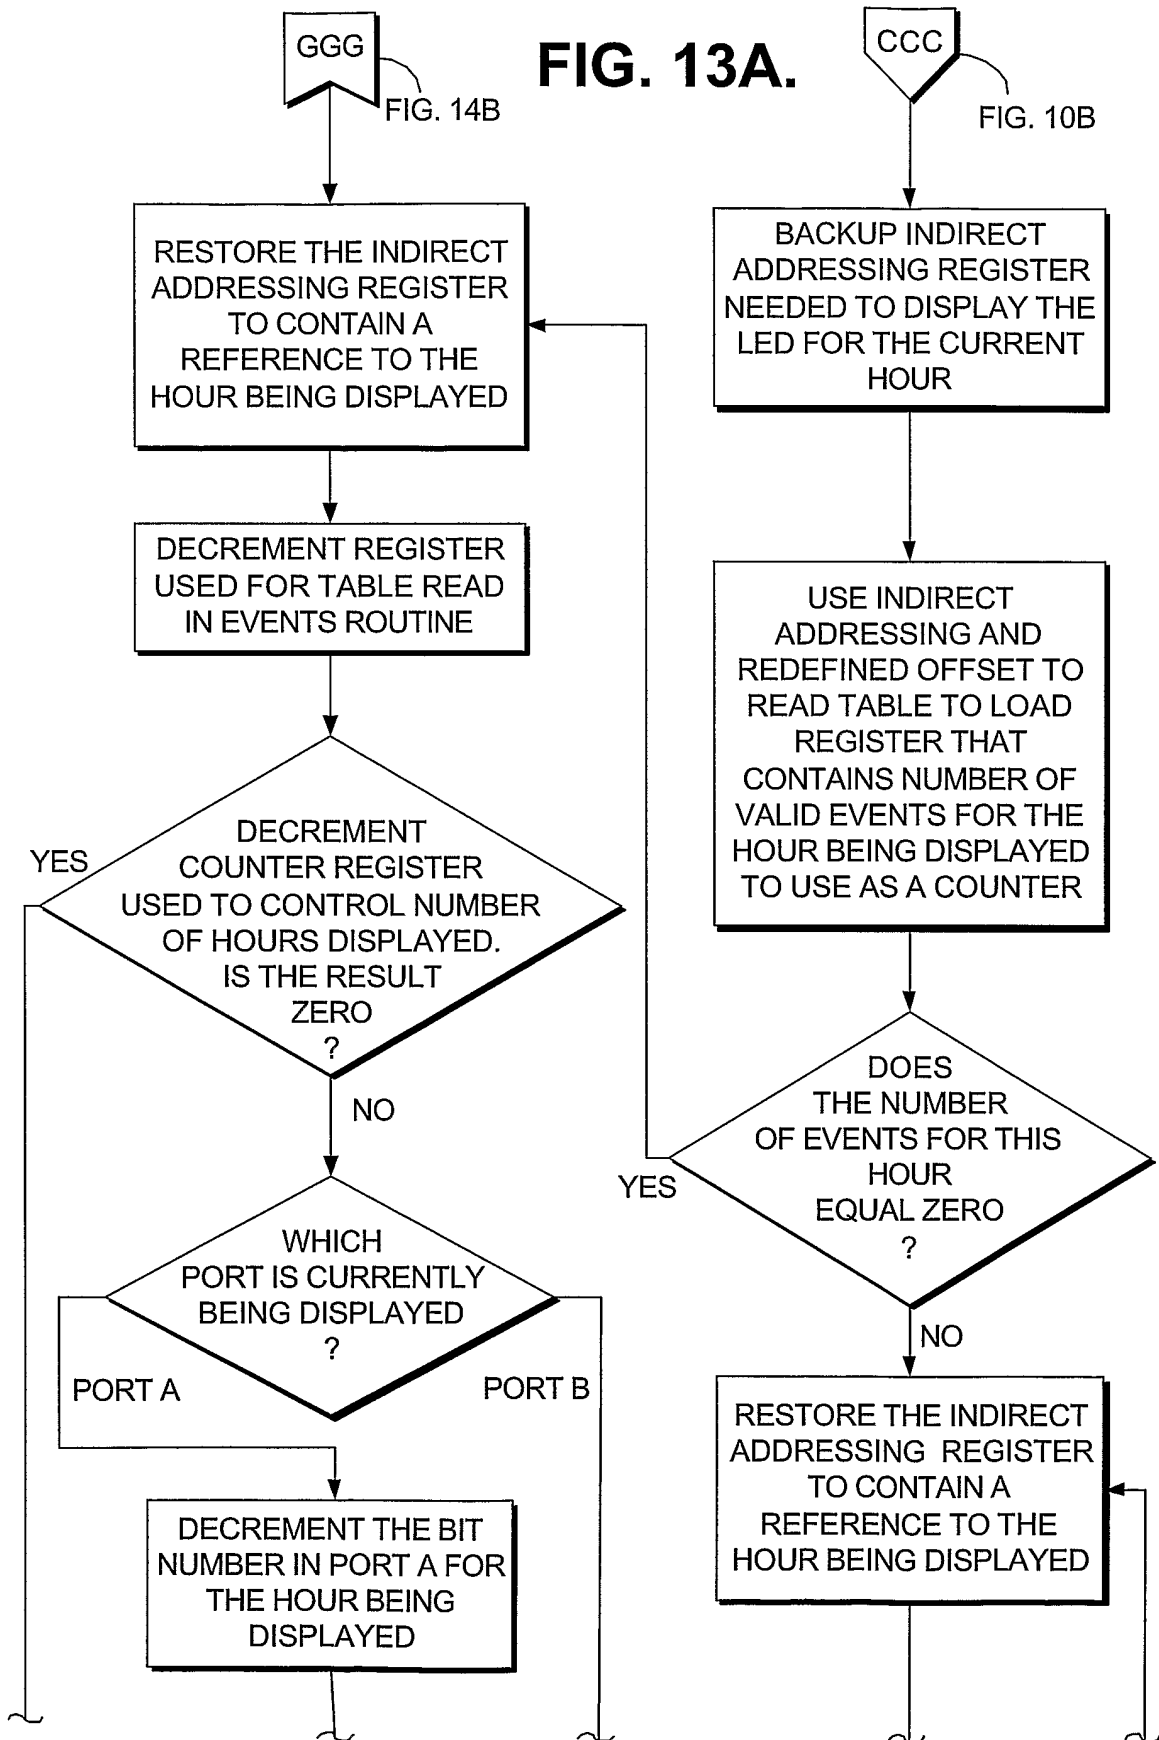 FIG. 13A.
GGG
FIG. 14B
RESTORE THE INDIRECT
ADDRESSING REGISTER
TO CONTAIN A
REFERENCE TO THE
HOUR BEING DISPLAYED
DECREMENT REGISTER
USED FOR TABLE READ
IN EVENTS ROUTINE
DECREMENT
COUNTER REGISTER
USED TO CONTROL NUMBER
OF HOURS DISPLAYED.
IS THE RESULT
ZERO
?
YES
NO
WHICH
PORT IS CURRENTLY
BEING DISPLAYED
?
PORT A
PORT B
DECREMENT THE BIT
NUMBER IN PORT A FOR
THE HOUR BEING
DISPLAYED
CCC
FIG. 10B
BACKUP INDIRECT
ADDRESSING REGISTER
NEEDED TO DISPLAY THE
LED FOR THE CURRENT
HOUR
USE INDIRECT
ADDRESSING AND
REDEFINED OFFSET TO
READ TABLE TO LOAD
REGISTER THAT
CONTAINS NUMBER OF
VALID EVENTS FOR THE
HOUR BEING DISPLAYED
TO USE AS A COUNTER
DOES
THE NUMBER
OF EVENTS FOR THIS
HOUR
EQUAL ZERO
?
YES
NO
RESTORE THE INDIRECT
ADDRESSING REGISTER
TO CONTAIN A
REFERENCE TO THE
HOUR BEING DISPLAYED